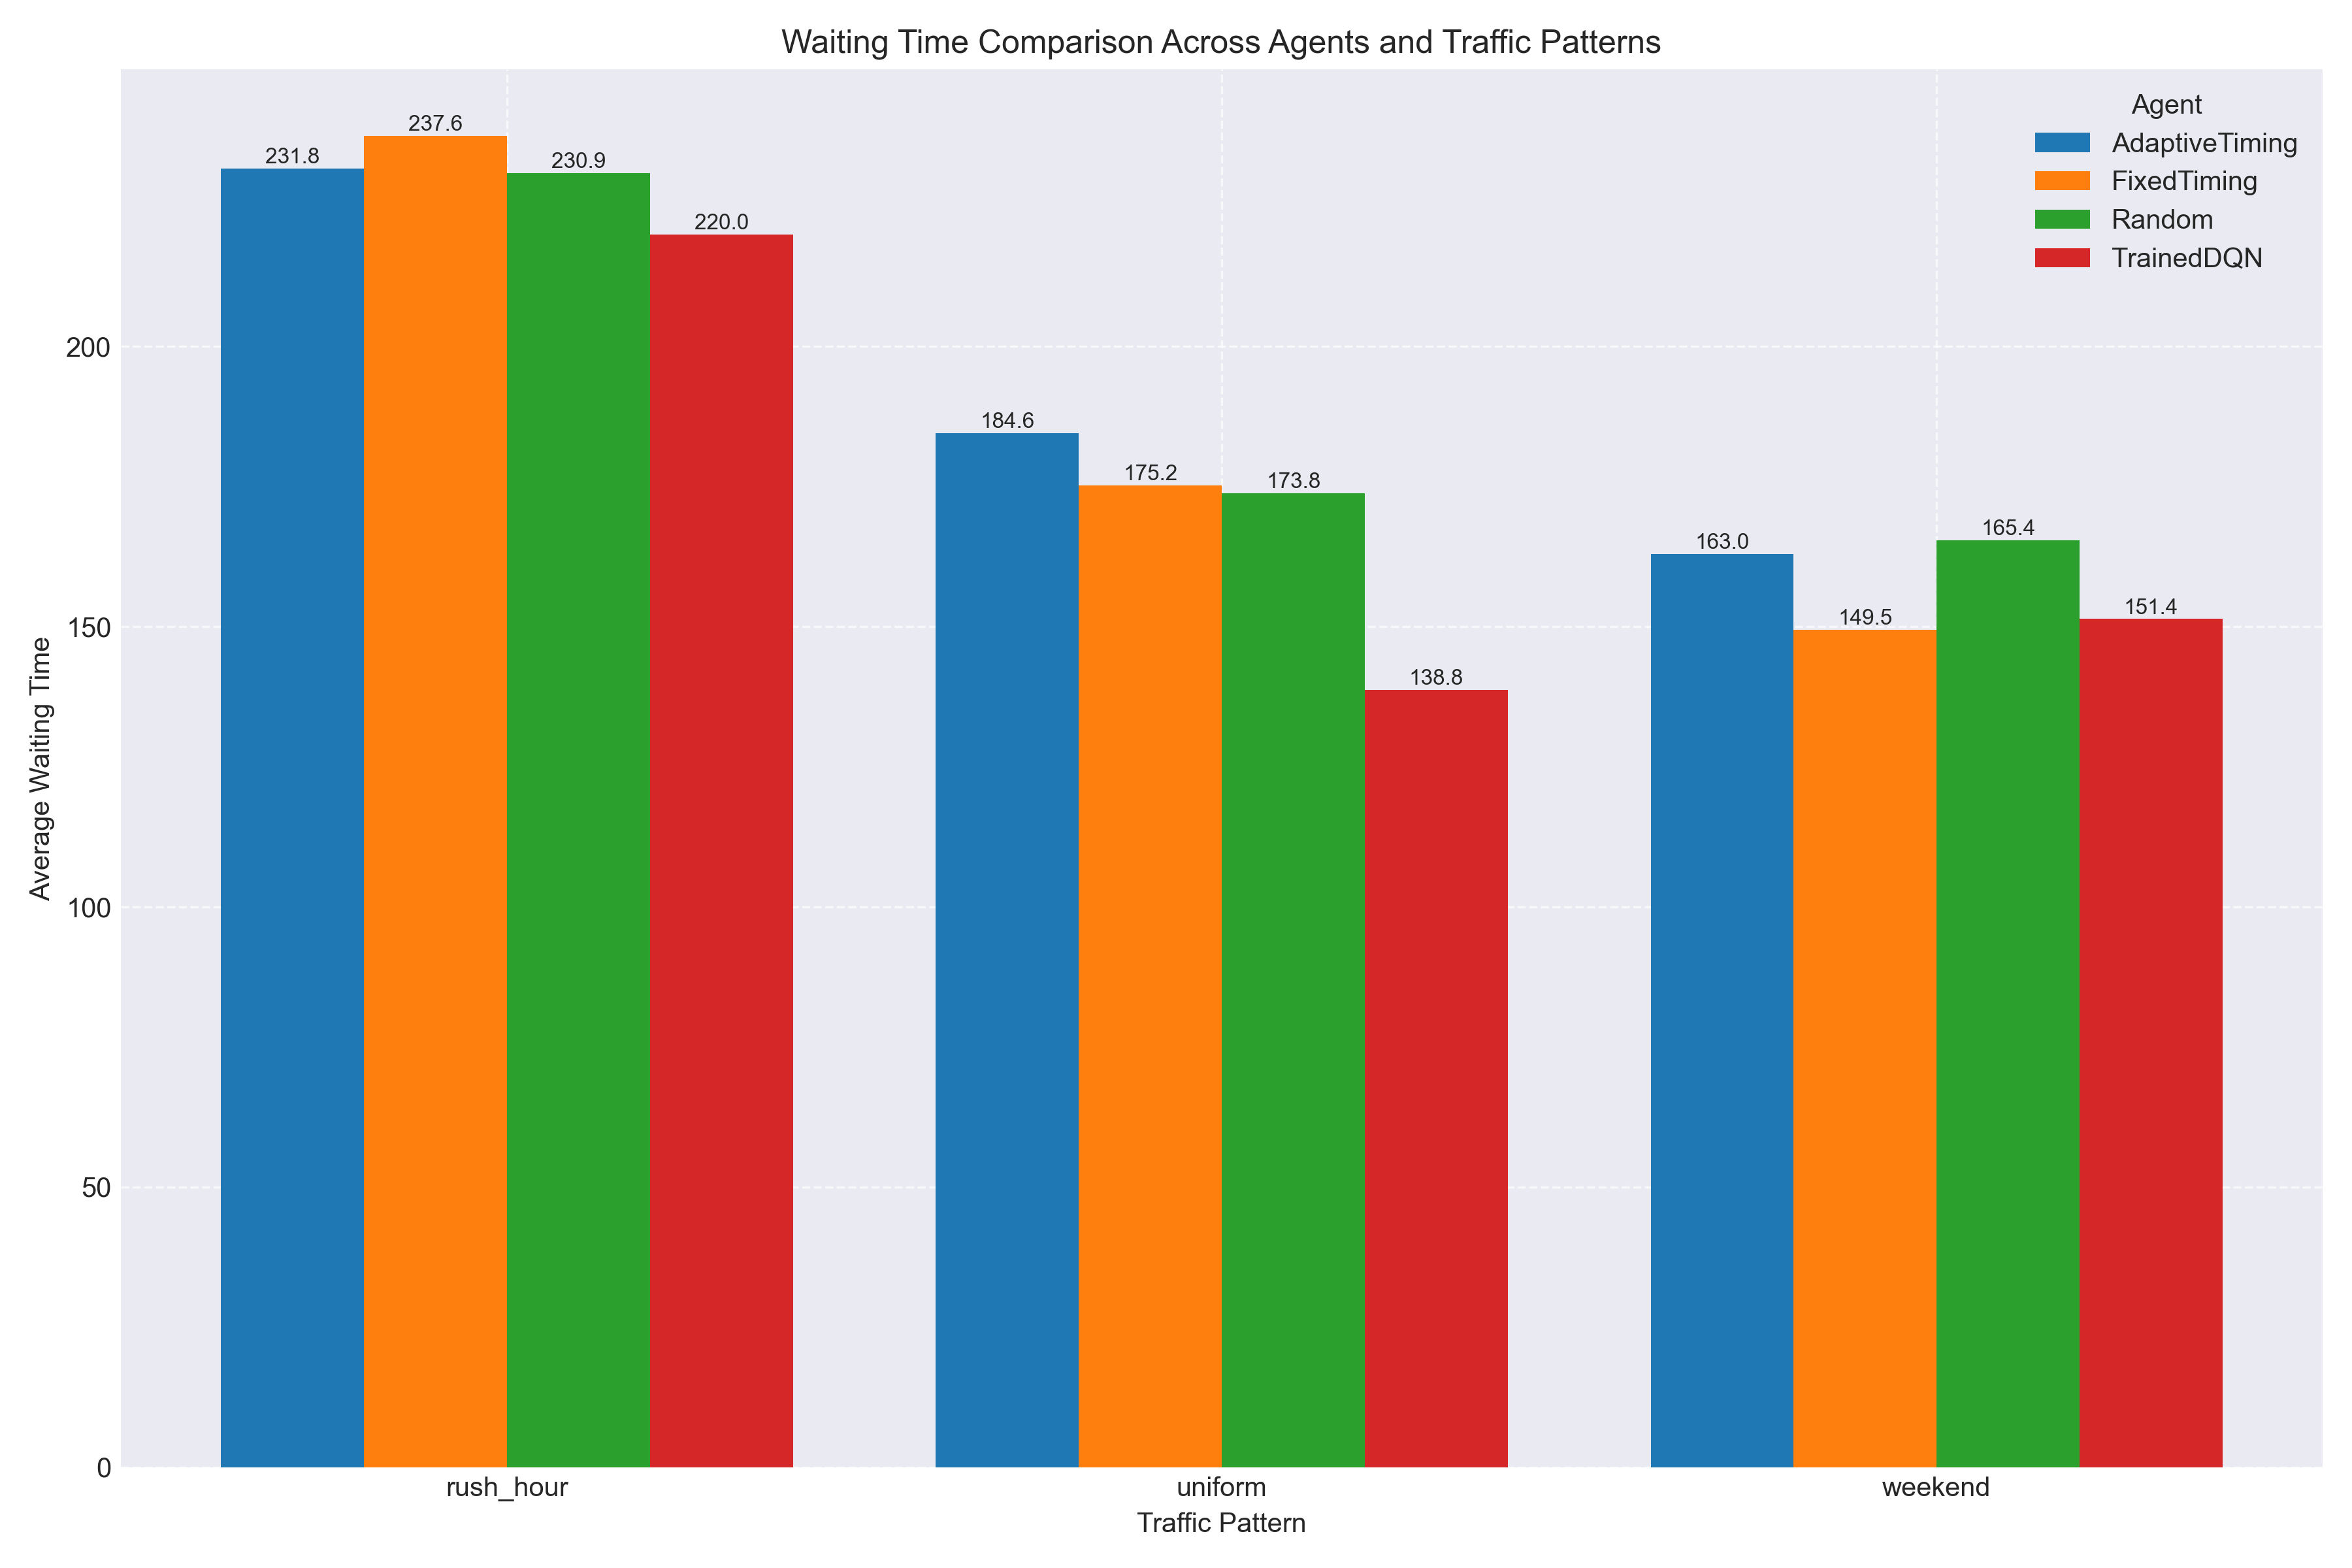 Waiting Time Comparison Across Agents and Traffic Patterns
Agent
AdaptiveTiming
FixedTiming
Random
TrainedDQN
Average Waiting Time
200
150
100
50
0
231.8
237.6
230.9
220.0
184.6
175.2
173.8
138.8
163.0
149.5
165.4
151.4
rush_hour
uniform
weekend
Traffic Pattern